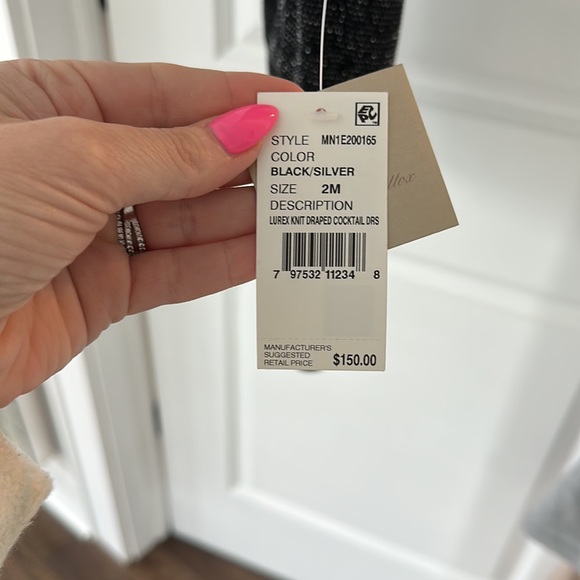 STYLE MN1E200165
COLOR
BLACK/SILVER
SIZE 2M
DESCRIPTION
LUREX KNIT DRAPED COCKTAIL DRS
7 97532 11234 8
MANUFACTURER'S
SUGGESTED
RETAIL PRICE $150.00